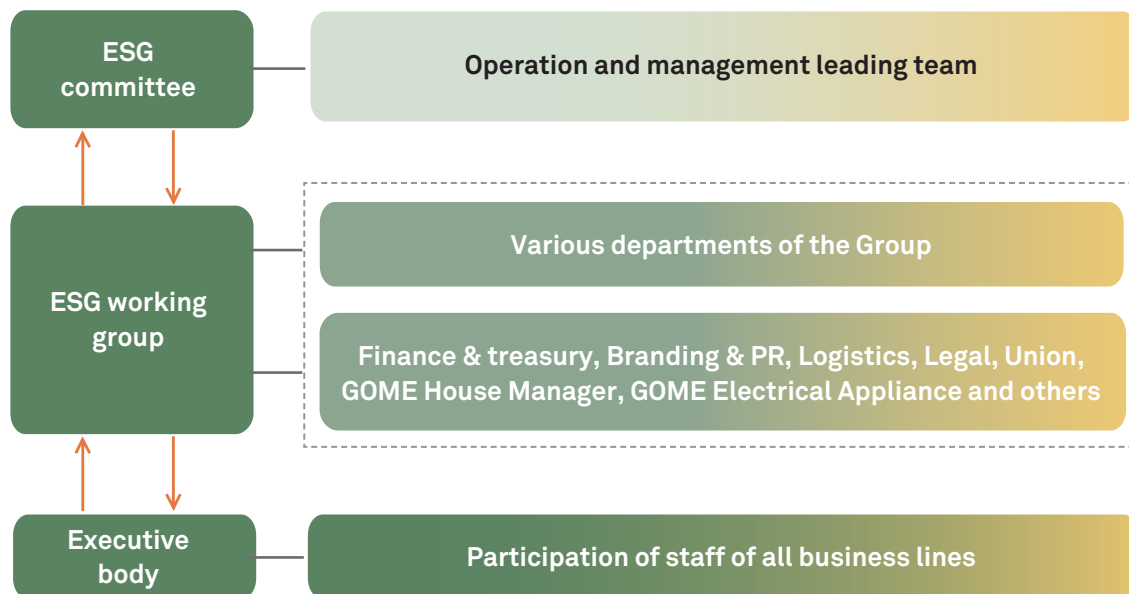 ESG
committee
Operation and management leading team
ESG working
group
Various departments of the Group
Finance & treasury, Branding & PR, Logistics, Legal, Union,
GOME House Manager, GOME Electrical Appliance and others
Executive
body
Participation of staff of all business lines